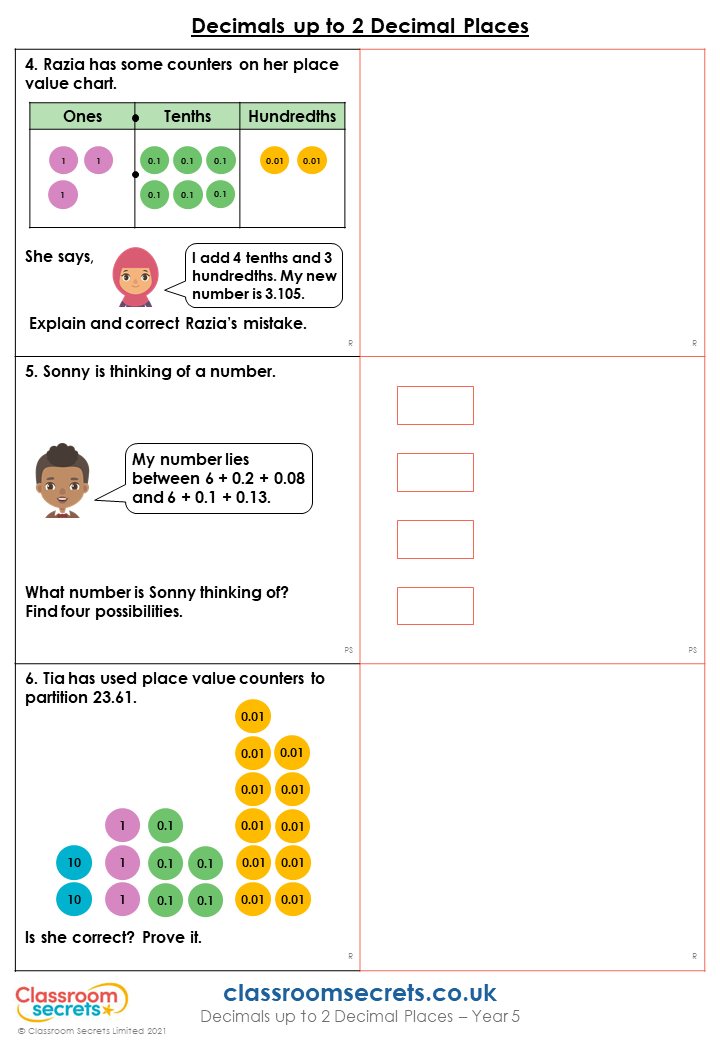 Decimals up to 2 Decimal Places
4. Razia has some counters on her place
value chart.
Ones Tenths Hundredths
1 1 0.1 0.1 0.1 0.01 0.01
1 0.1 0.1 0.1
She says,
I add 4 tenths and 3
hundredths. My new
number is 3.105.
Explain and correct Razia's mistake.
R
R
5. Sonny is thinking of a number.
My number lies
between 6 + 0.2 + 0.08
and 6 + 0.1 + 0.13.
What number is Sonny thinking of?
Find four possibilities.
PS
PS
6. Tia has used place value counters to
partition 23.61.
0.01
0.01 0.01
0.01 0.01
1 0.1 0.01 0.01
10 1 0.1 0.1 0.01 0.01
10 1 0.1 0.1 0.01 0.01
Is she correct? Prove it.
R
R
Classroom
secrets
© Classroom Secrets Limited 2021
classroomsecrets.co.uk
Decimals up to 2 Decimal Places – Year 5